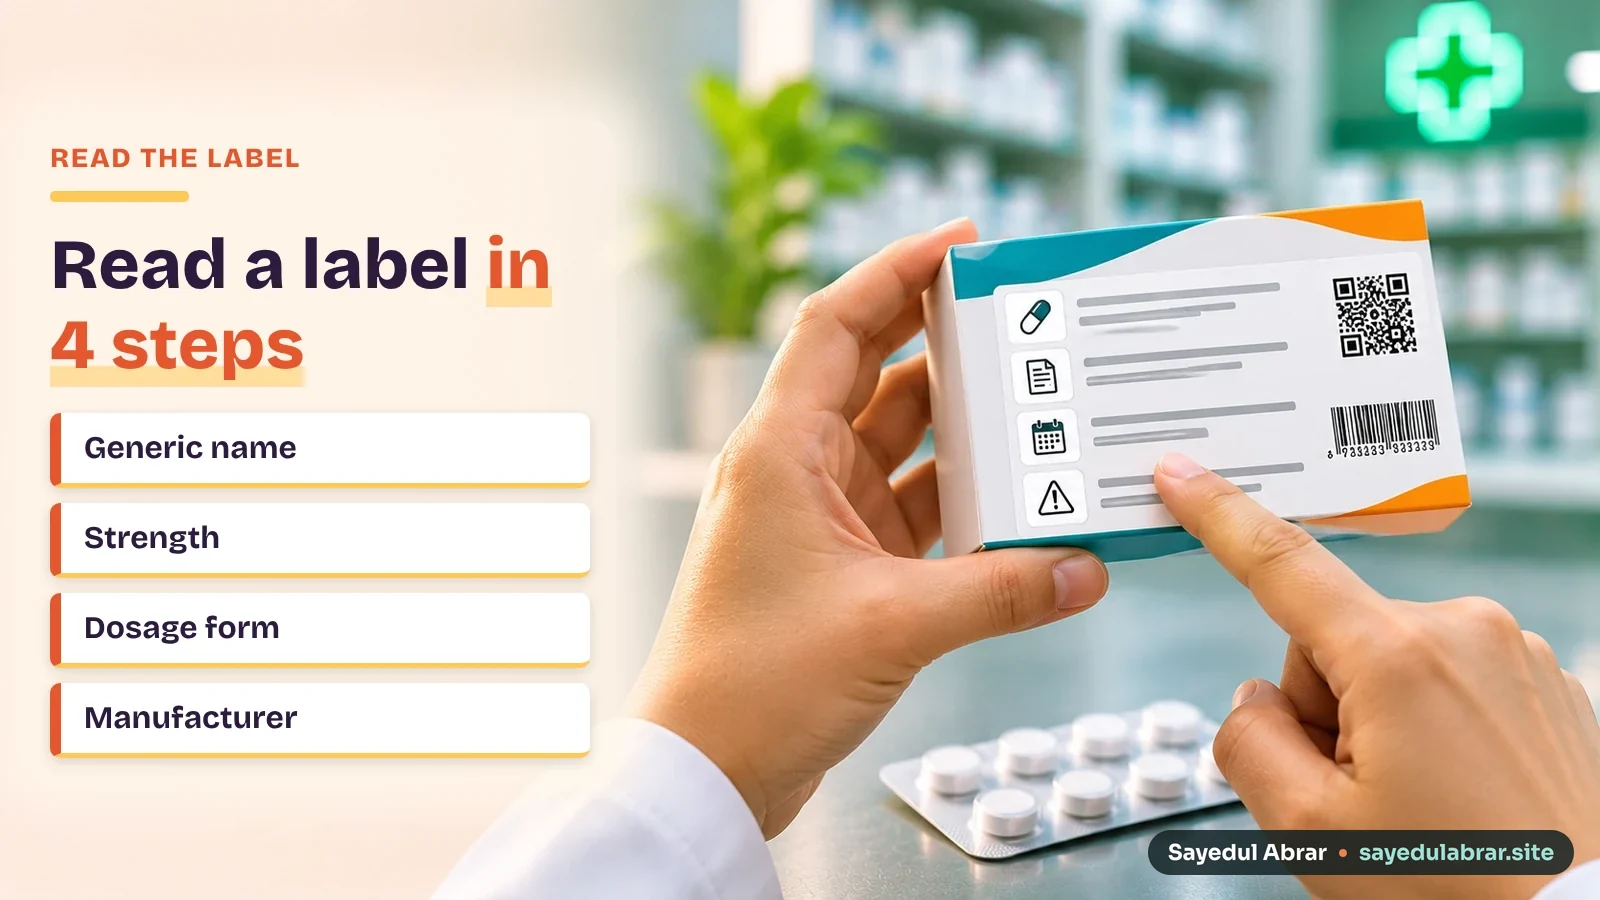 READ THE LABEL
Read a label in
4 steps
Generic name
Strength
Dosage form
Manufacturer
Sayedul Abrar • sayedulabrar.site